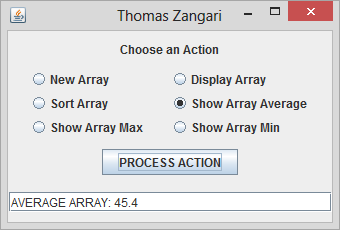 Thomas Zangari
Choose an Action
New Array Display Array
Sort Array Show Array Average
Show Array Max Show Array Min
PROCESS ACTION
AVERAGE ARRAY: 45.4